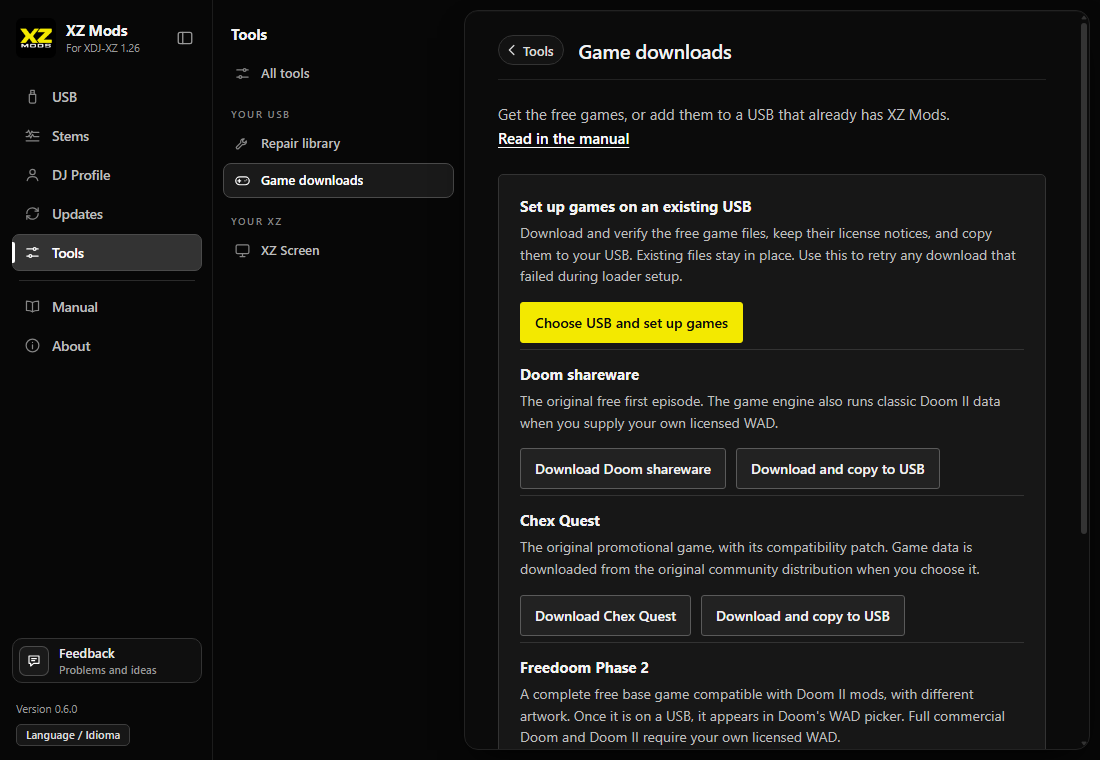 XZ
MODS
XZ Mods
For XDJ-XZ 1.26
USB
Stems
DJ Profile
Updates
Tools
Manual
About
Feedback
Problems and ideas
Version 0.6.0
Language / Idioma
Tools
All tools
YOUR USB
Repair library
Game downloads
YOUR XZ
XZ Screen
Tools
Game downloads
Get the free games, or add them to a USB that already has XZ Mods.
Read in the manual
Set up games on an existing USB
Download and verify the free game files, keep their license notices, and copy
them to your USB. Existing files stay in place. Use this to retry any download that
failed during loader setup.
Choose USB and set up games
Doom shareware
The original free first episode. The game engine also runs classic Doom II data
when you supply your own licensed WAD.
Download Doom shareware
Download and copy to USB
Chex Quest
The original promotional game, with its compatibility patch. Game data is
downloaded from the original community distribution when you choose it.
Download Chex Quest
Download and copy to USB
Freedoom Phase 2
A complete free base game compatible with Doom II mods, with different
artwork. Once it is on a USB, it appears in Doom's WAD picker. Full commercial
Doom and Doom II require your own licensed WAD.